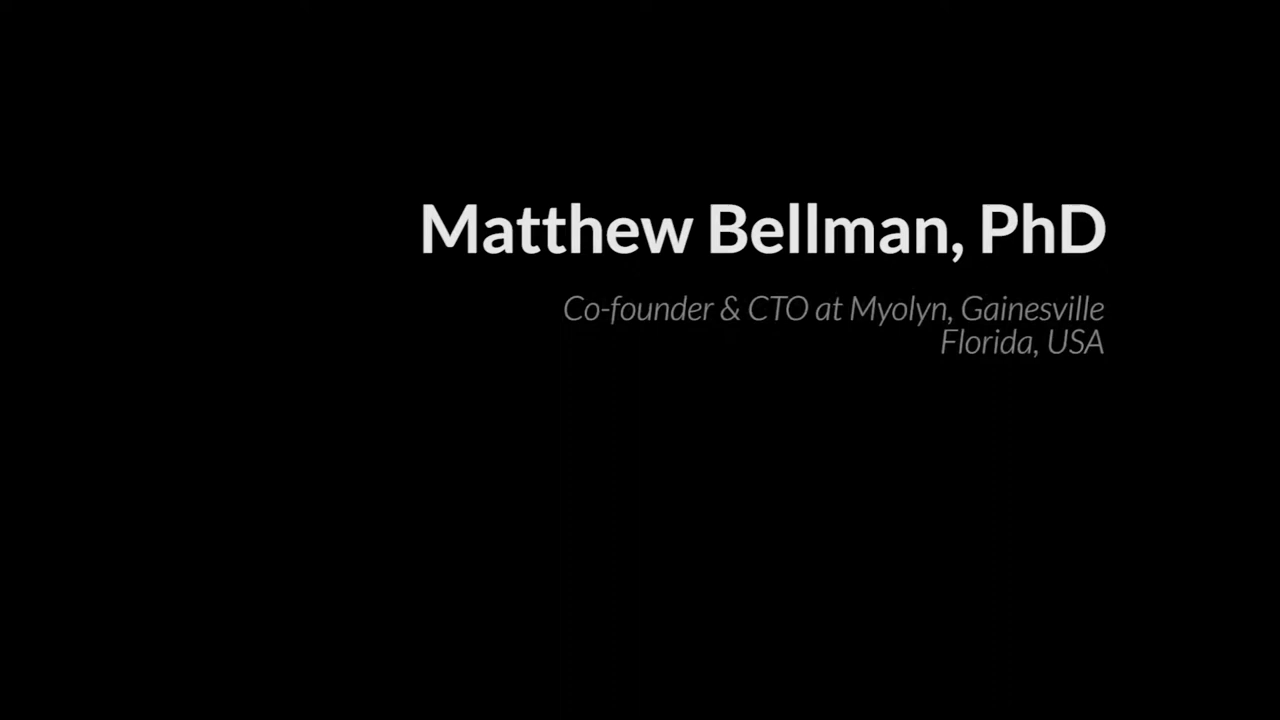 Matthew Bellman, PhD
Co-founder & CTO at Myolyn, Gainesville
Florida, USA